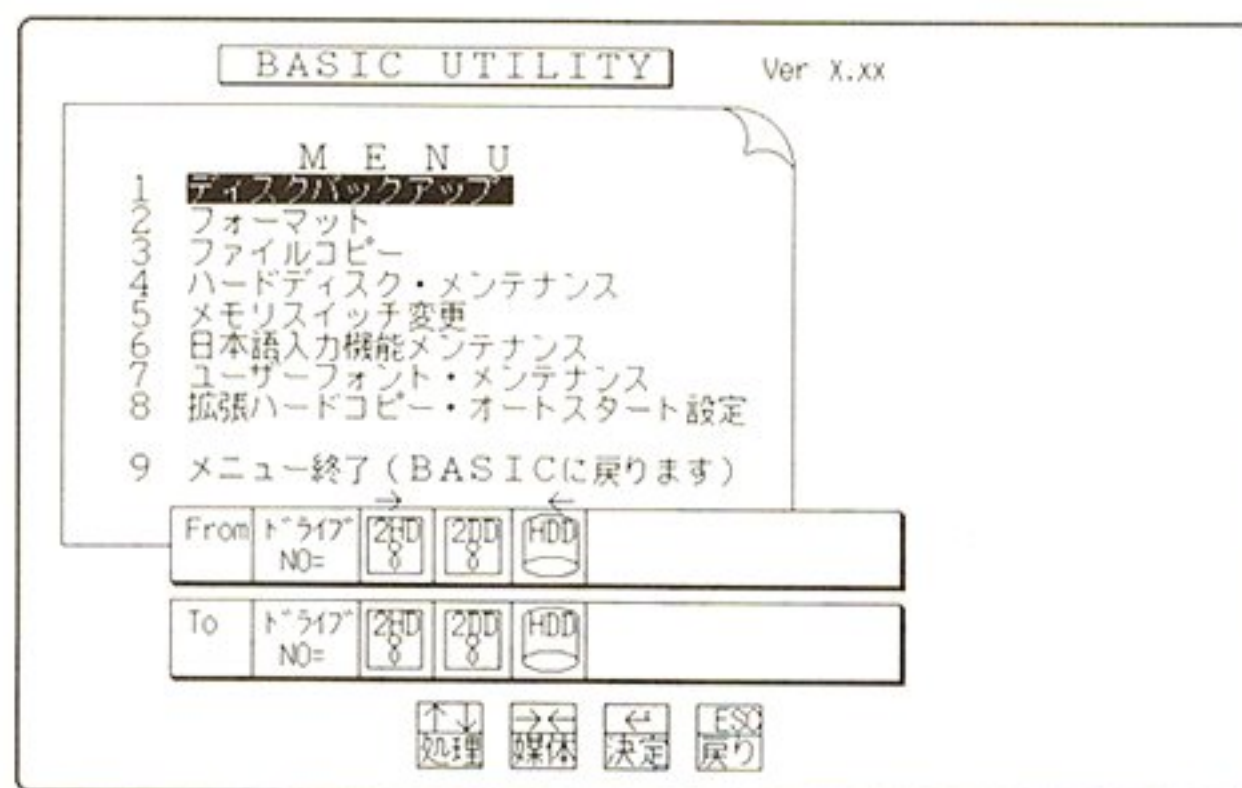 BASIC UTILITY Ver X.xx
MENU
1 ディスクバックアップ
2 フォーマット
3 ファイルコピー
4 ハードディスク・メンテナンス
5 メモリスイッチ変更
6 日本語入力機能メンテナンス
7 ユーザーフォント・メンテナンス
8 拡張ハードコピー・オートスタート設定
9 メニュー終了(BASICに戻ります)
→ ←
From ドライブ NO= 2HD 2DD HDD
To ドライブ NO= 2HD 2DD HDD
↑↓ →← ↵ ESC
処理 媒体 決定 戻り